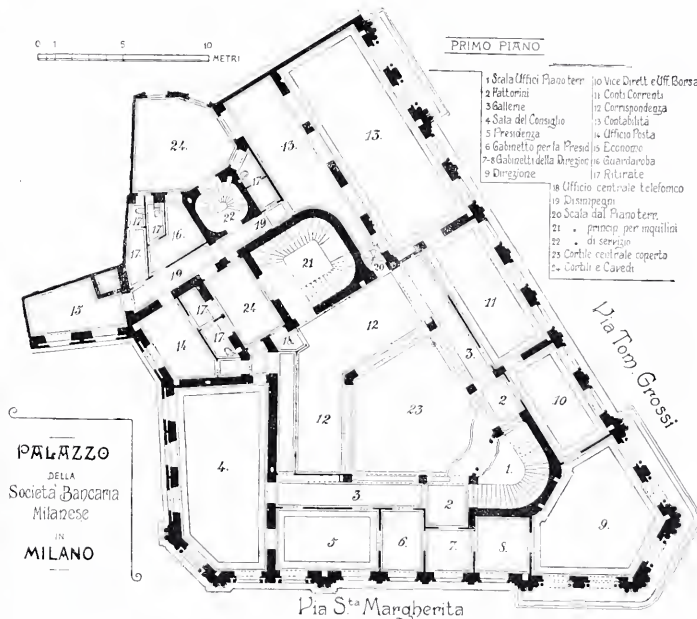 0 1 5 10
METRI
PRIMO PIANO
1 Scala Uffici Piano terr.
2 Fattorini
3 Gallerie
4 Sala del Consiglio
5 Presidenza
6 Gabinetto per la Presid
7-8 Gabinetti della Direzion
9 Direzione
10 Vice Dirett. e Uff. Borsa
11 Conti Correnti
12 Corrispondenza
13 Contabilità
14 Ufficio Posta
15 Economo
16 Guardaroba
17 Ritirate
18 Ufficio centrale telefonico
19 Disimpegni
20 Scala dal Piano terr.
21 " princip. per inquilini
22 " di servizio
23 Cortile centrale coperto
24 Cortili e Cavedi
24.
13.
13.
17
22
19
17
17
16.
17.
19
21
20
15
24
17
17
14
18.
12
11
3.
12
23
2
10
1.
4.
3
2
9.
5
6.
7.
8.
Via Tom. Grossi
PALAZZO
DELLA
Società Bancaria
Milanese
IN
MILANO
Via S.ta Margherita